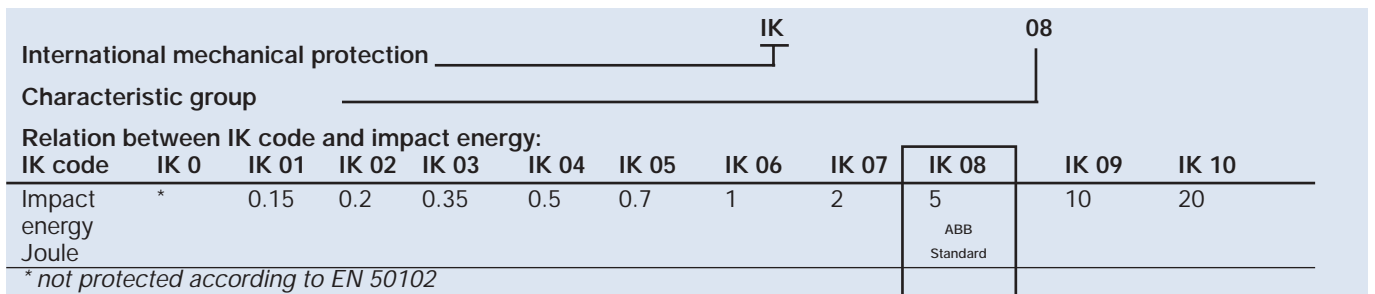 IK 08
International mechanical protection
Characteristic group
Relation between IK code and impact energy:
IK code IK 0 IK 01 IK 02 IK 03 IK 04 IK 05 IK 06 IK 07 IK 08 IK 09 IK 10
Impact * 0.15 0.2 0.35 0.5 0.7 1 2 5 10 20
energy ABB
Joule Standard
* not protected according to EN 50102